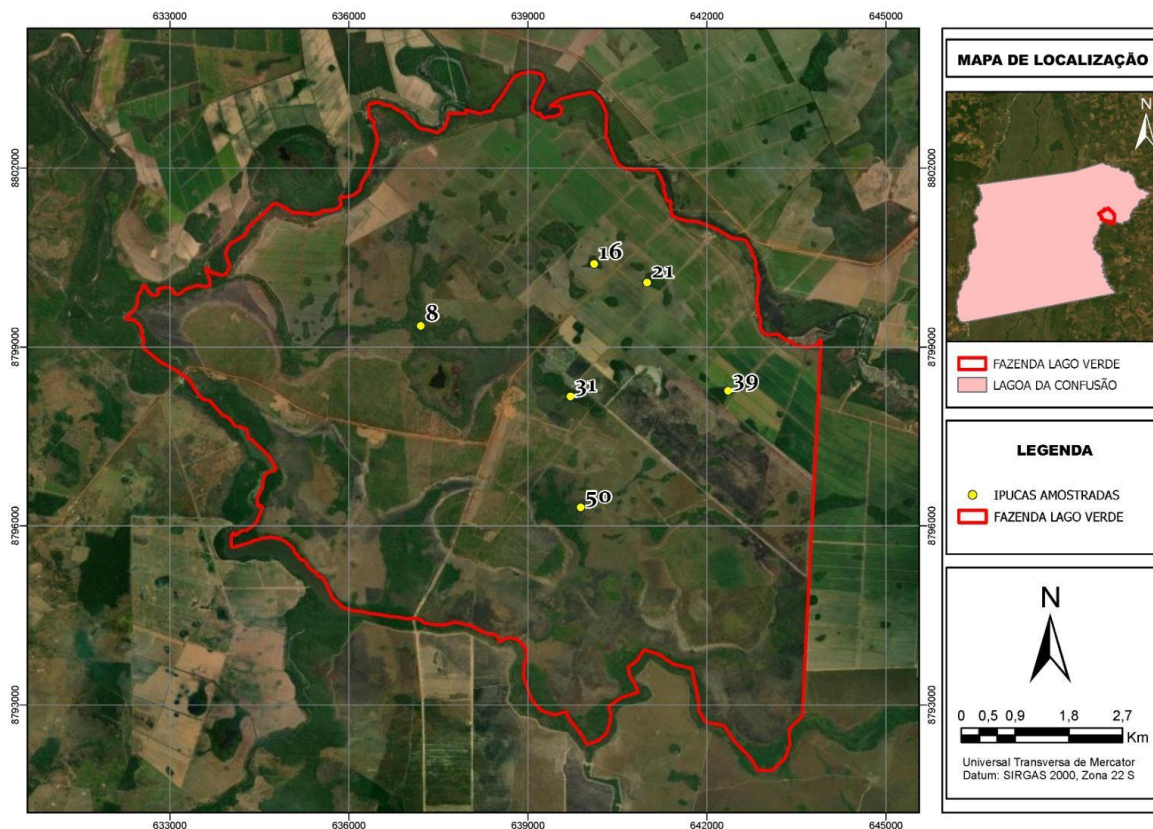 633000 636000 639000 642000 645000
8802000 8802000
8799000 8799000
8796000 8796000
8793000 8793000
16
21
8
31
39
50
633000 636000 639000 642000 645000
MAPA DE LOCALIZAÇÃO
N
FAZENDA LAGO VERDE
LAGOA DA CONFUSÃO
LEGENDA
IPUCAS AMOSTRADAS
FAZENDA LAGO VERDE
N
0 0,5 0,9 1,8 2,7
Km
Universal Transversa de Mercator
Datum: SIRGAS 2000, Zona 22 S